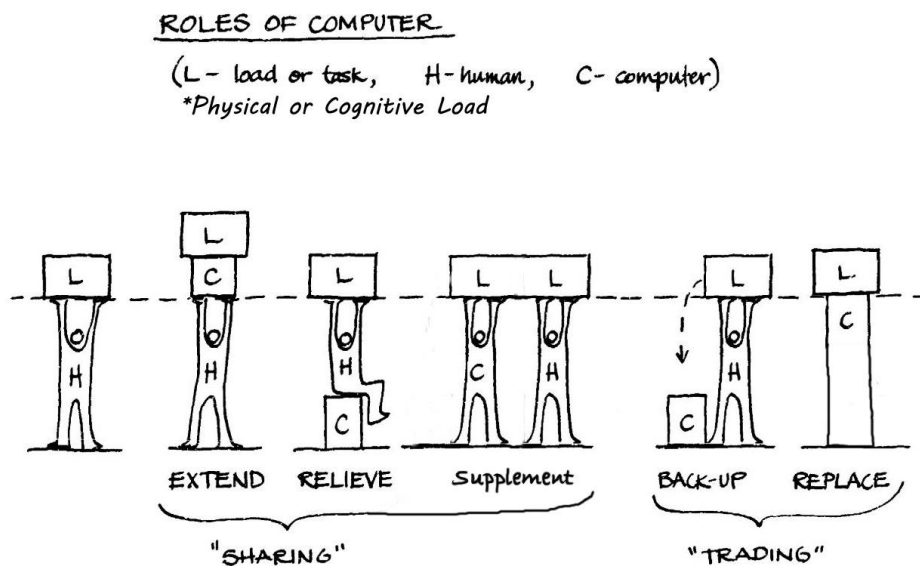 ROLES OF COMPUTER
(L- load or task, H-human, C- computer)
*Physical or Cognitive Load
L
L
C
L
L
L
L
L
H
H
H
C
H
C
H
C
C
EXTEND
RELIEVE
Supplement
BACK-UP
REPLACE
"SHARING"
"TRADING"